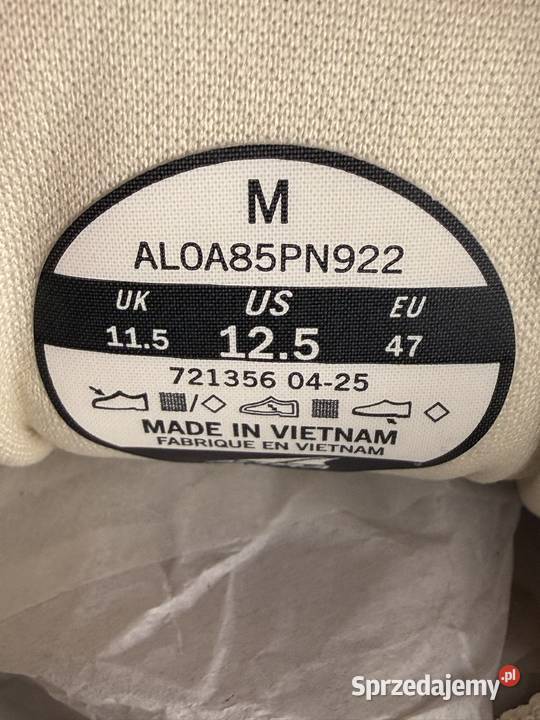 M
AL0A85PN922
UK US EU
11.5 12.5 47
721356 04-25
/
MADE IN VIETNAM
FABRIQUE EN VIETNAM
Sprzedajemy.pl